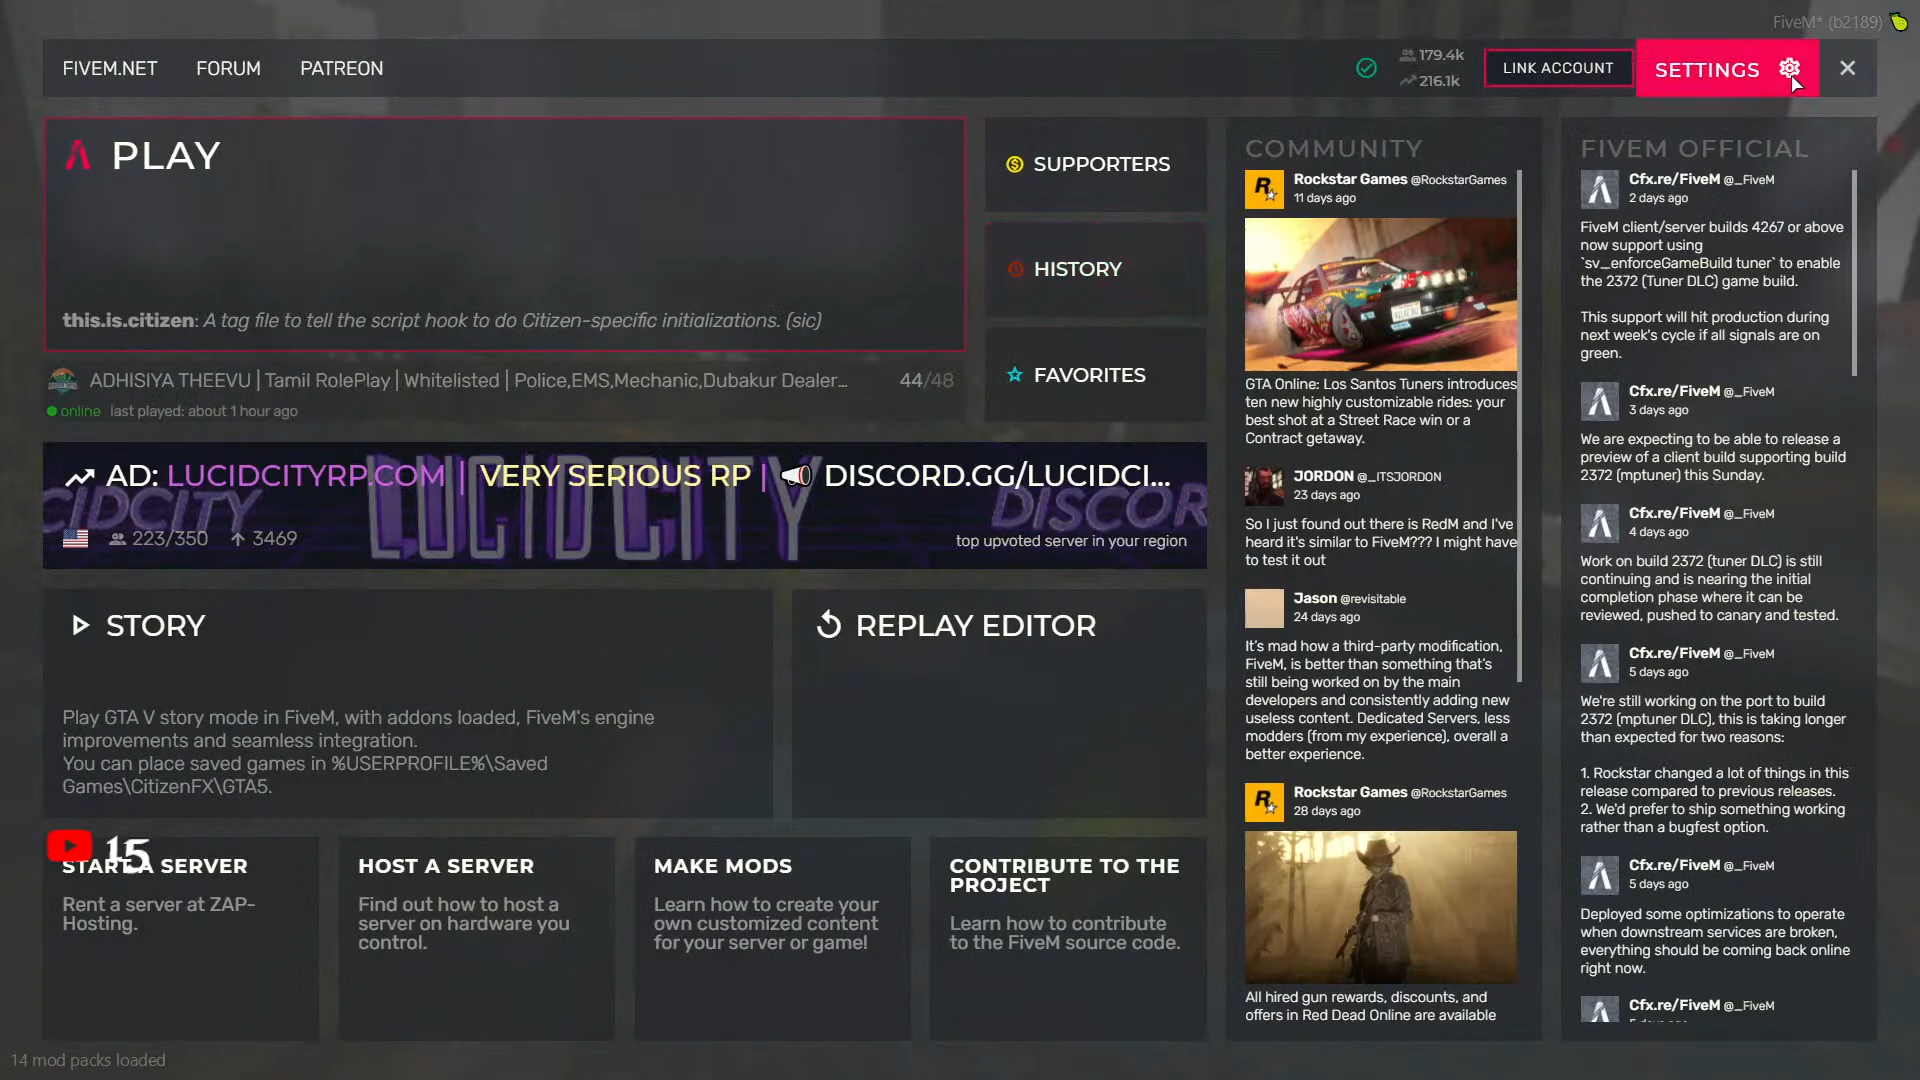 FiveM* (b2189)
FIVEM.NET
FORUM
PATREON
179.4k
216.1k
LINK ACCOUNT
SETTINGS
PLAY
this.is.citizen: A tag file to tell the script hook to do Citizen-specific initializations. (sic)
ADHISIYA THEEVU | Tamil RolePlay | Whitelisted | Police,EMS,Mechanic,Dubakur Dealer...
44/48
online
last played: about 1 hour ago
SUPPORTERS
HISTORY
FAVORITES
AD: LUCIDCITYRP.COM | VERY SERIOUS RP | DISCORD.GG/LUCIDCI...
CIDCITY
LUCIDCITY
DISCOR
223/350
3469
top upvoted server in your region
STORY
Play GTA V story mode in FiveM, with addons loaded, FiveM's engine
improvements and seamless integration.
You can place saved games in %USERPROFILE%\Saved
Games\CitizenFX\GTA5.
REPLAY EDITOR
15
START A SERVER
Rent a server at ZAP-
Hosting.
HOST A SERVER
Find out how to host a
server on hardware you
control.
MAKE MODS
Learn how to create your
own customized content
for your server or game!
CONTRIBUTE TO THE
PROJECT
Learn how to contribute
to the FiveM source code.
COMMUNITY
Rockstar Games @RockstarGames
11 days ago
GTA Online: Los Santos Tuners introduces
ten new highly customizable rides: your
best shot at a Street Race win or a
Contract getaway.
JORDON @_ITSJORDON
23 days ago
So I just found out there is RedM and I've
heard it's similar to FiveM??? I might have
to test it out
Jason @revisitable
24 days ago
It's mad how a third-party modification,
FiveM, is better than something that's
still being worked on by the main
developers and consistently adding new
useless content. Dedicated Servers, less
modders (from my experience), overall a
better experience.
Rockstar Games @RockstarGames
28 days ago
All hired gun rewards, discounts, and
offers in Red Dead Online are available
FIVEM OFFICIAL
Cfx.re/FiveM @_FiveM
2 days ago
FiveM client/server builds 4267 or above
now support using
`sv_enforceGameBuild tuner` to enable
the 2372 (Tuner DLC) game build.
This support will hit production during
next week's cycle if all signals are on
green.
Cfx.re/FiveM @_FiveM
3 days ago
We are expecting to be able to release a
preview of a client build supporting build
2372 (mptuner) this Sunday.
Cfx.re/FiveM @_FiveM
4 days ago
Work on build 2372 (tuner DLC) is still
continuing and is nearing the initial
completion phase where it can be
reviewed, pushed to canary and tested.
Cfx.re/FiveM @_FiveM
5 days ago
We're still working on the port to build
2372 (mptuner DLC), this is taking longer
than expected for two reasons:
1. Rockstar changed a lot of things in this
release compared to previous releases.
2. We'd prefer to ship something working
rather than a bugfest option.
Cfx.re/FiveM @_FiveM
5 days ago
Deployed some optimizations to operate
when downstream services are broken,
everything should be coming back online
right now.
Cfx.re/FiveM @_FiveM
14 mod packs loaded